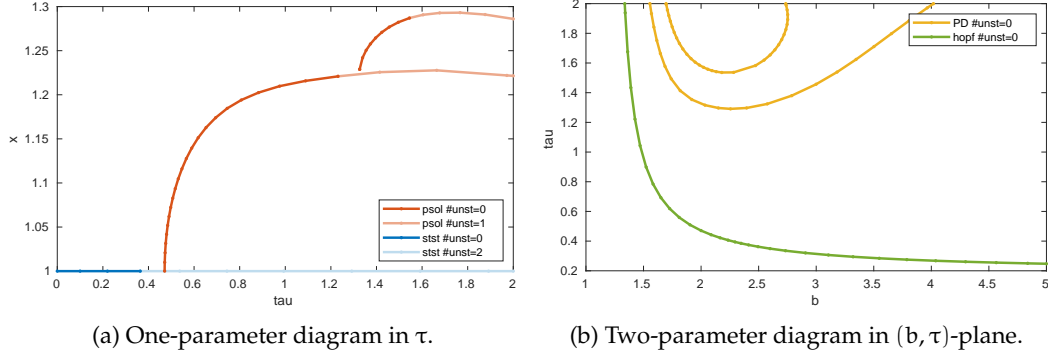 1.3
1.25
1.2
1.15
1.1
1.05
1
x
0 0.2 0.4 0.6 0.8 1 1.2 1.4 1.6 1.8 2
tau
psol #unst=0
psol #unst=1
stst #unst=0
stst #unst=2
(a) One-parameter diagram in τ.
2
1.8
1.6
1.4
1.2
1
0.8
0.6
0.4
0.2
tau
1 1.5 2 2.5 3 3.5 4 4.5 5
b
PD #unst=0
hopf #unst=0
(b) Two-parameter diagram in (b, τ)-plane.